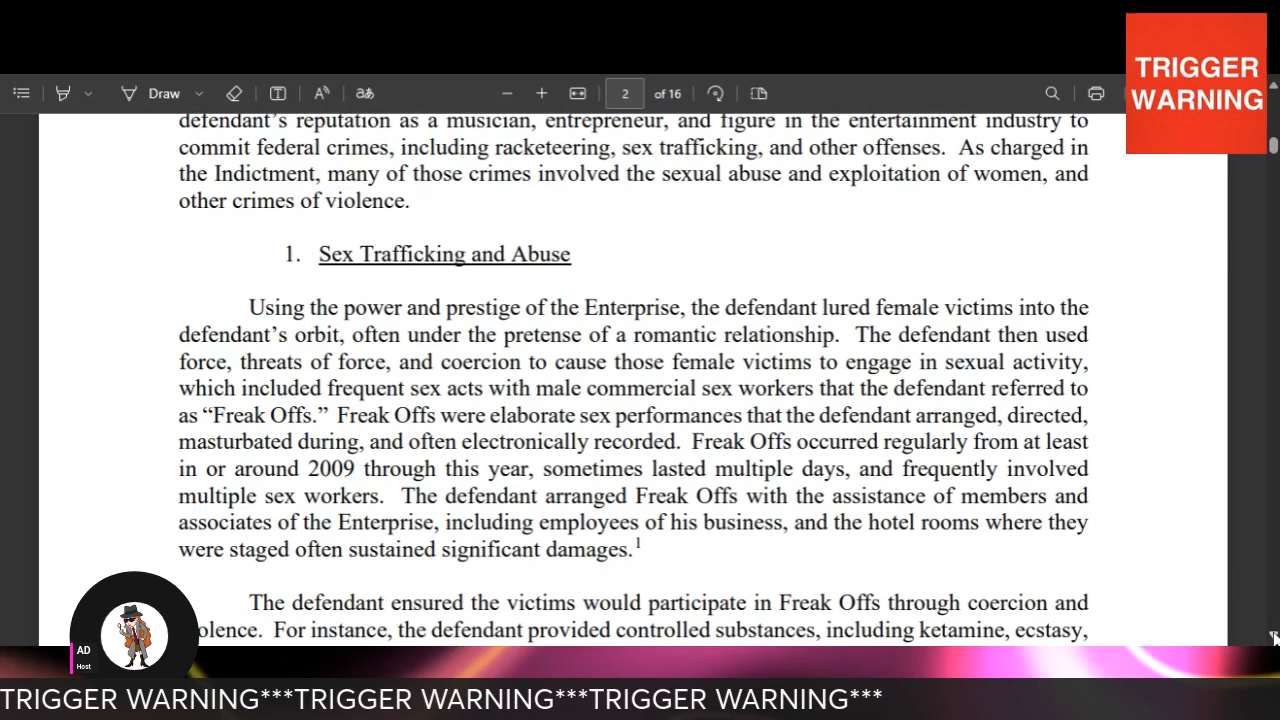 TRIGGER
WARNING
Draw
2
of 16
defendant's reputation as a musician, entrepreneur, and figure in the entertainment industry to
commit federal crimes, including racketeering, sex trafficking, and other offenses. As charged in
the Indictment, many of those crimes involved the sexual abuse and exploitation of women, and
other crimes of violence.
1. Sex Trafficking and Abuse
Using the power and prestige of the Enterprise, the defendant lured female victims into the
defendant's orbit, often under the pretense of a romantic relationship. The defendant then used
force, threats of force, and coercion to cause those female victims to engage in sexual activity,
which included frequent sex acts with male commercial sex workers that the defendant referred to
as “Freak Offs.” Freak Offs were elaborate sex performances that the defendant arranged, directed,
masturbated during, and often electronically recorded. Freak Offs occurred regularly from at least
in or around 2009 through this year, sometimes lasted multiple days, and frequently involved
multiple sex workers. The defendant arranged Freak Offs with the assistance of members and
associates of the Enterprise, including employees of his business, and the hotel rooms where they
were staged often sustained significant damages.1
The defendant ensured the victims would participate in Freak Offs through coercion and
olence. For instance, the defendant provided controlled substances, including ketamine, ecstasy,
AD
Host
TRIGGER WARNING***TRIGGER WARNING***TRIGGER WARNING***